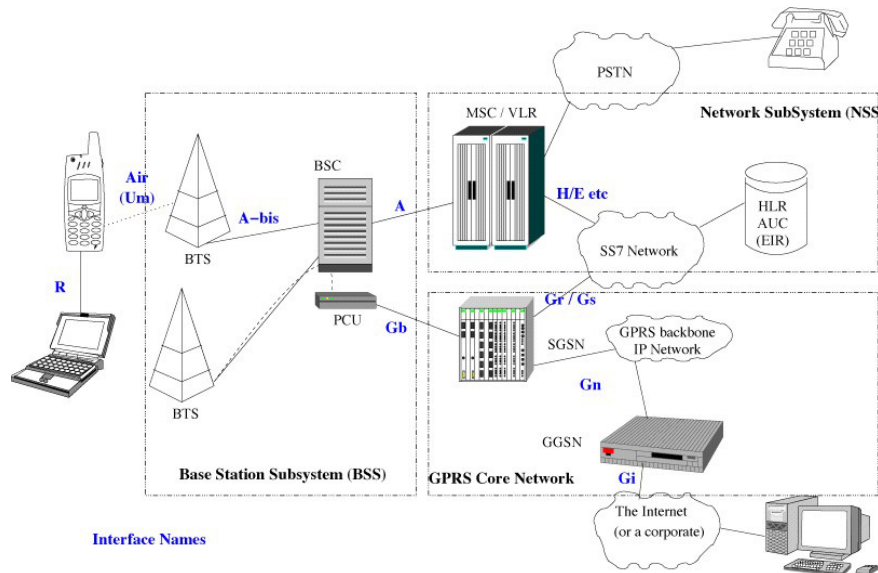 PSTN
MSC / VLR
Network SubSystem (NSS
BSC
Air
(Um)
A-bis
A
H/E etc
HLR
AUC
(EIR)
BTS
SS7 Network
R
PCU
Gb
Gr / Gs
SGSN
GPRS backbone
IP Network
Gn
BTS
GGSN
Base Station Subsystem (BSS)
GPRS Core Network
Gi
The Internet
(or a corporate)
Interface Names